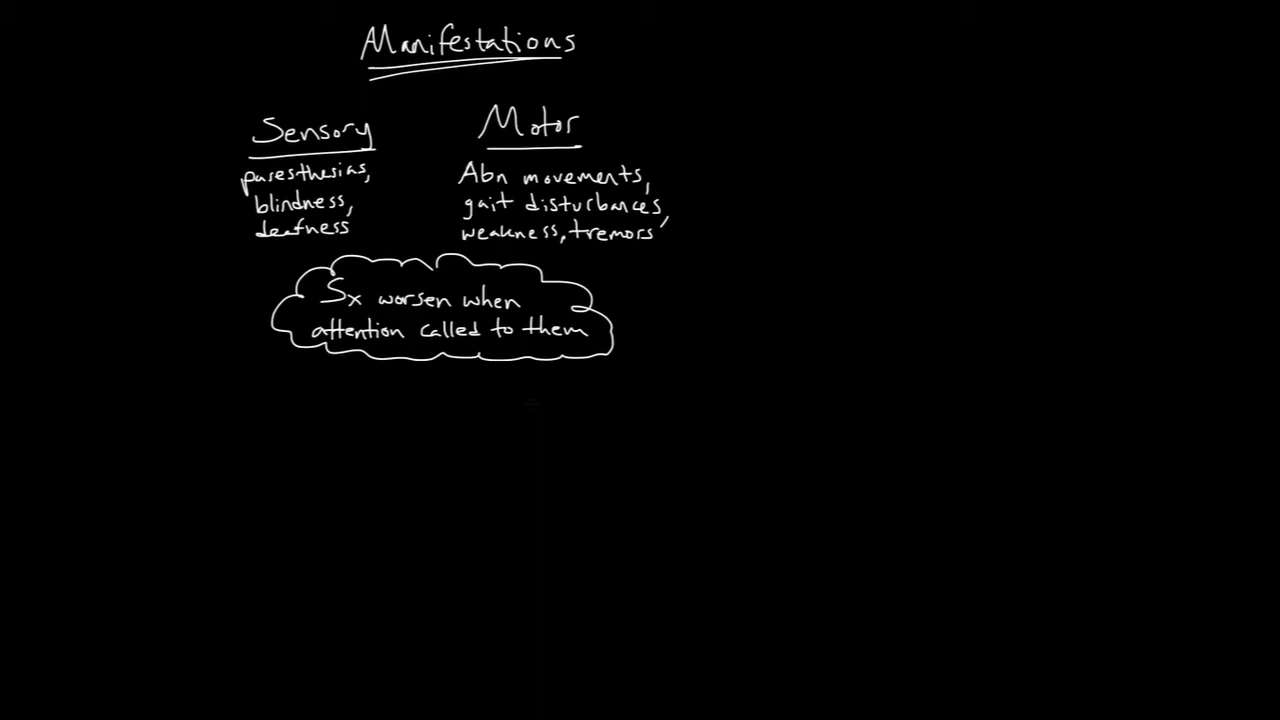 Manifestations
Sensory
paresthesias,
blindness,
deafness
Motor
Abn movements,
gait disturbances,
weakness, tremors
Sx worsen when
attention called to them